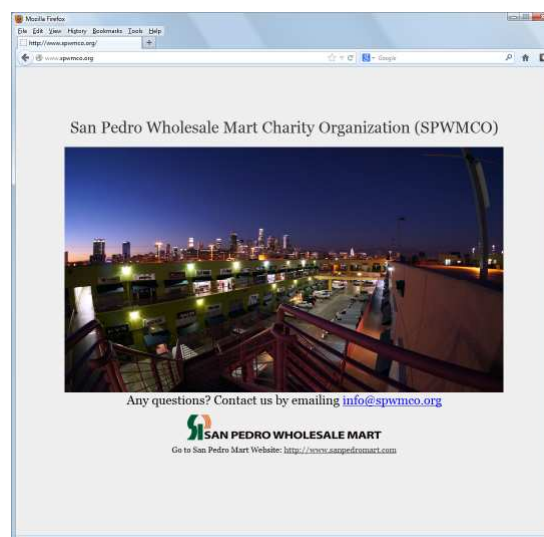 Mozilla Firefox
File Edit View History Bookmarks Tools Help
http://www.spwmco.org/
www.spwmco.org
Google
San Pedro Wholesale Mart Charity Organization (SPWMCO)
Any questions? Contact us by emailing info@spwmco.org
SAN PEDRO WHOLESALE MART
Go to San Pedro Mart Website: http://www.sanpedromart.com